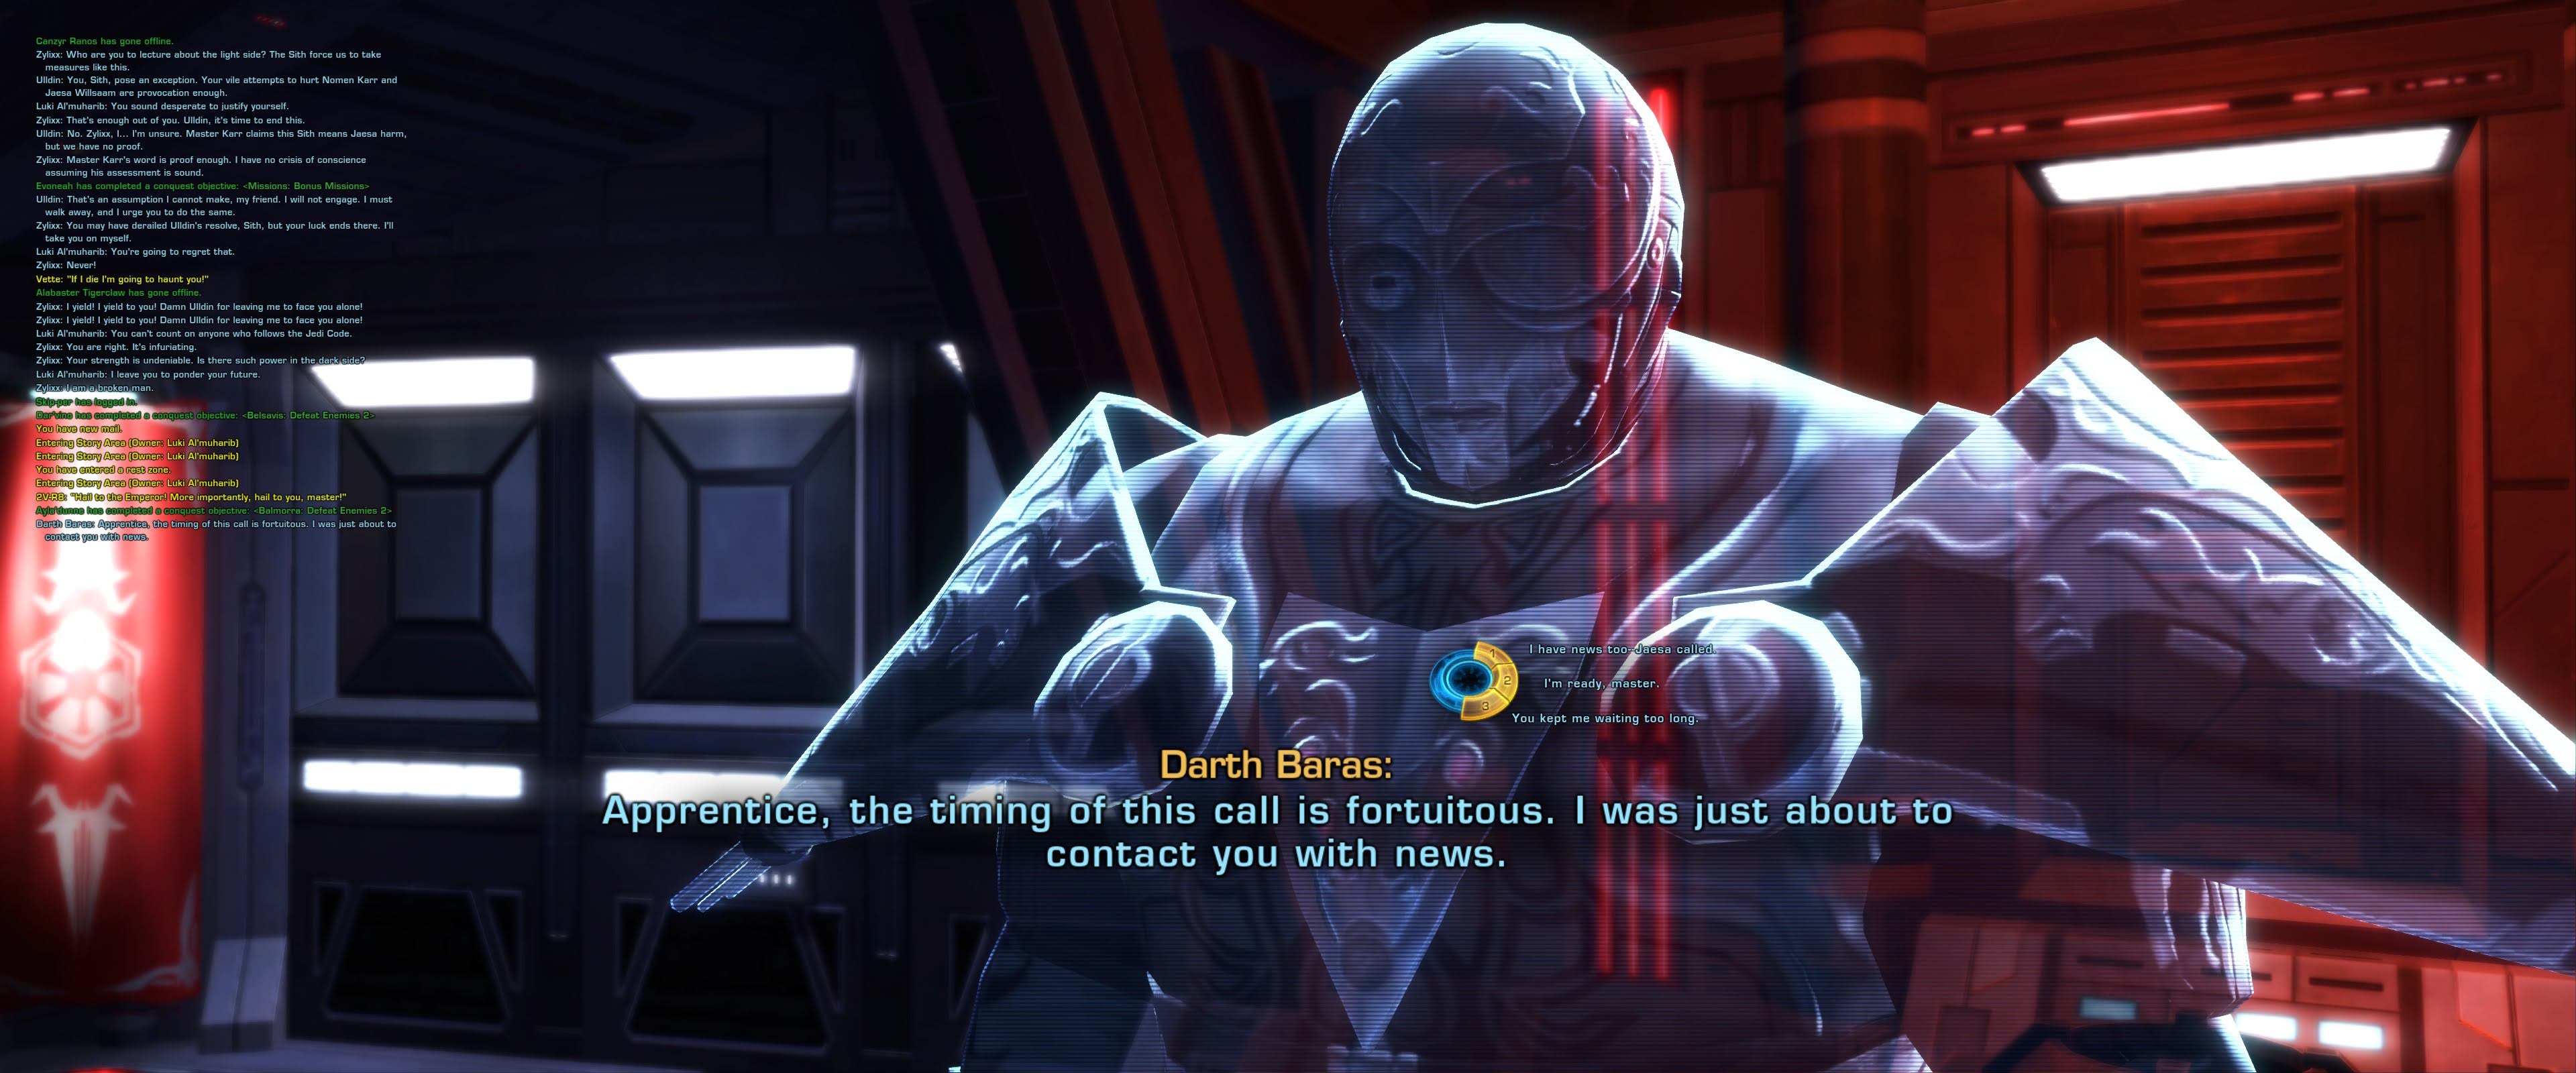 Canzyr Ranos has gone offline.
Zylixx: Who are you to lecture about the light side? The Sith force us to take
measures like this.
Ulldin: You, Sith, pose an exception. Your vile attempts to hurt Nomen Karr and
Jaesa Willsaam are provocation enough.
Luki Al'muharib: You sound desperate to justify yourself.
Zylixx: That's enough out of you. Ulldin, it's time to end this.
Ulldin: No. Zylixx, I... I'm unsure. Master Karr claims this Sith means Jaesa harm,
but we have no proof.
Zylixx: Master Karr's word is proof enough. I have no crisis of conscience
assuming his assessment is sound.
Evoneah has completed a conquest objective: <Missions: Bonus Missions>
Ulldin: That's an assumption I cannot make, my friend. I will not engage. I must
walk away, and I urge you to do the same.
Zylixx: You may have derailed Ulldin's resolve, Sith, but your luck ends there. I'll
take you on myself.
Luki Al'muharib: You're going to regret that.
Zylixx: Never!
Vette: "If I die I'm going to haunt you!"
Alabaster Tigerclaw has gone offline.
Zylixx: I yield! I yield to you! Damn Ulldin for leaving me to face you alone!
Zylixx: I yield! I yield to you! Damn Ulldin for leaving me to face you alone!
Luki Al'muharib: You can't count on anyone who follows the Jedi Code.
Zylixx: You are right. It's infuriating.
Zylixx: Your strength is undeniable. Is there such power in the dark side?
Luki Al'muharib: I leave you to ponder your future.
Zylixx: I am a broken man.
Skip-per has logged in.
Dar'vino has completed a conquest objective: <Belsavis: Defeat Enemies 2>
You have new mail.
Entering Story Area (Owner: Luki Al'muharib)
Entering Story Area (Owner: Luki Al'muharib)
You have entered a rest zone.
Entering Story Area (Owner: Luki Al'muharib)
2V-R8: "Hail to the Emperor! More importantly, hail to you, master!"
Ayla'dunne has completed a conquest objective: <Balmorra: Defeat Enemies 2>
Darth Baras: Apprentice, the timing of this call is fortuitous. I was just about to
contact you with news.
1 I have news too--Jaesa called.
2 I'm ready, master.
3 You kept me waiting too long.
Darth Baras:
Apprentice, the timing of this call is fortuitous. I was just about to
contact you with news.